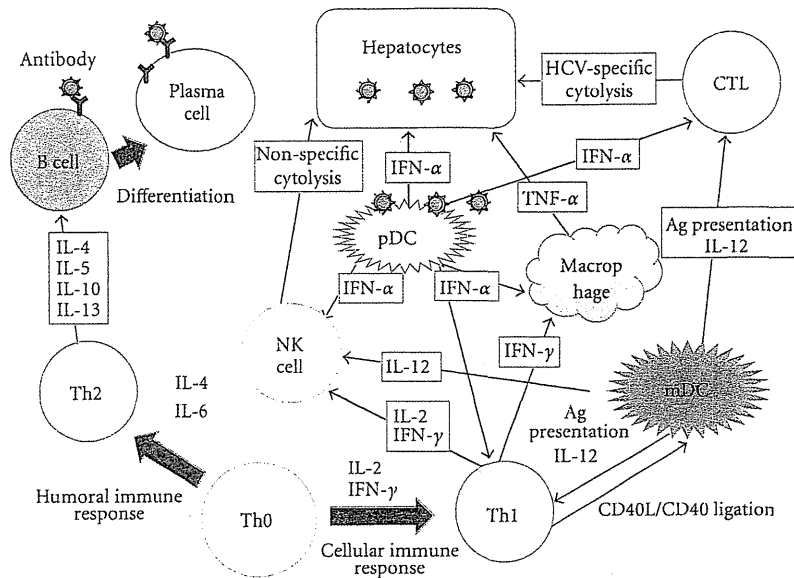 Hepatocytes
Antibody
Plasma
cell
HCV-specific
cytolysis
CTL
B cell
Differentiation
Non-specific
cytolysis
IFN-α
IFN-α
TNF-α
pDC
Ag presentation
IL-12
IL-4
IL-5
IL-10
IL-13
IFN-α
IFN-α
Macrop
hage
NK
cell
IFN-γ
IL-12
mDC
Th2
IL-4
IL-6
IL-2
IFN-γ
Ag
presentation
IL-12
Humoral immune
response
Th0
IL-2
IFN-γ
Cellular immune
response
Th1
CD40L/CD40 ligation